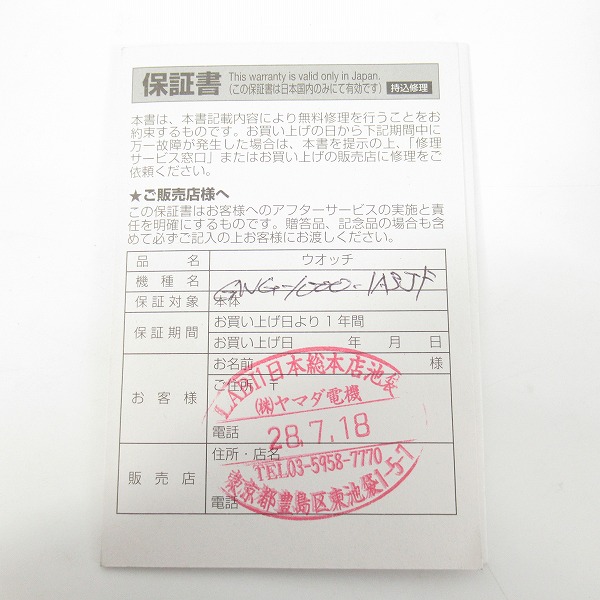 保証書 This warranty is valid only in Japan.
（この保証書は日本国内のみにて有効です） 持込修理
本書は、本書記載内容により無料修理を行うことをお
約束するものです。お買い上げの日から下記期間中に
万一故障が発生した場合は、本書を提示の上、「修理
サービス窓口」またはお買い上げの販売店に修理をご
依頼ください。
★ご販売店様へ
この保証書はお客様へのアフターサービスの実施と責
任を明確にするものです。贈答品、記念品の場合も含
めて必ずご記入の上お客様にお渡しください。
品名 ウオッチ
機種名 GWG-1000-1A3JF
保証対象 本体
保証期間 お買い上げ日より1年間
お買い上げ日 年 月 日
お客様 お名前 様
ご住所 〒
電話
販売店 住所・店名
電話
LABI1日本総本店池袋
(株)ヤマダ電機
28.7.18
TEL03-5958-7770
東京都豊島区東池袋1-5-7